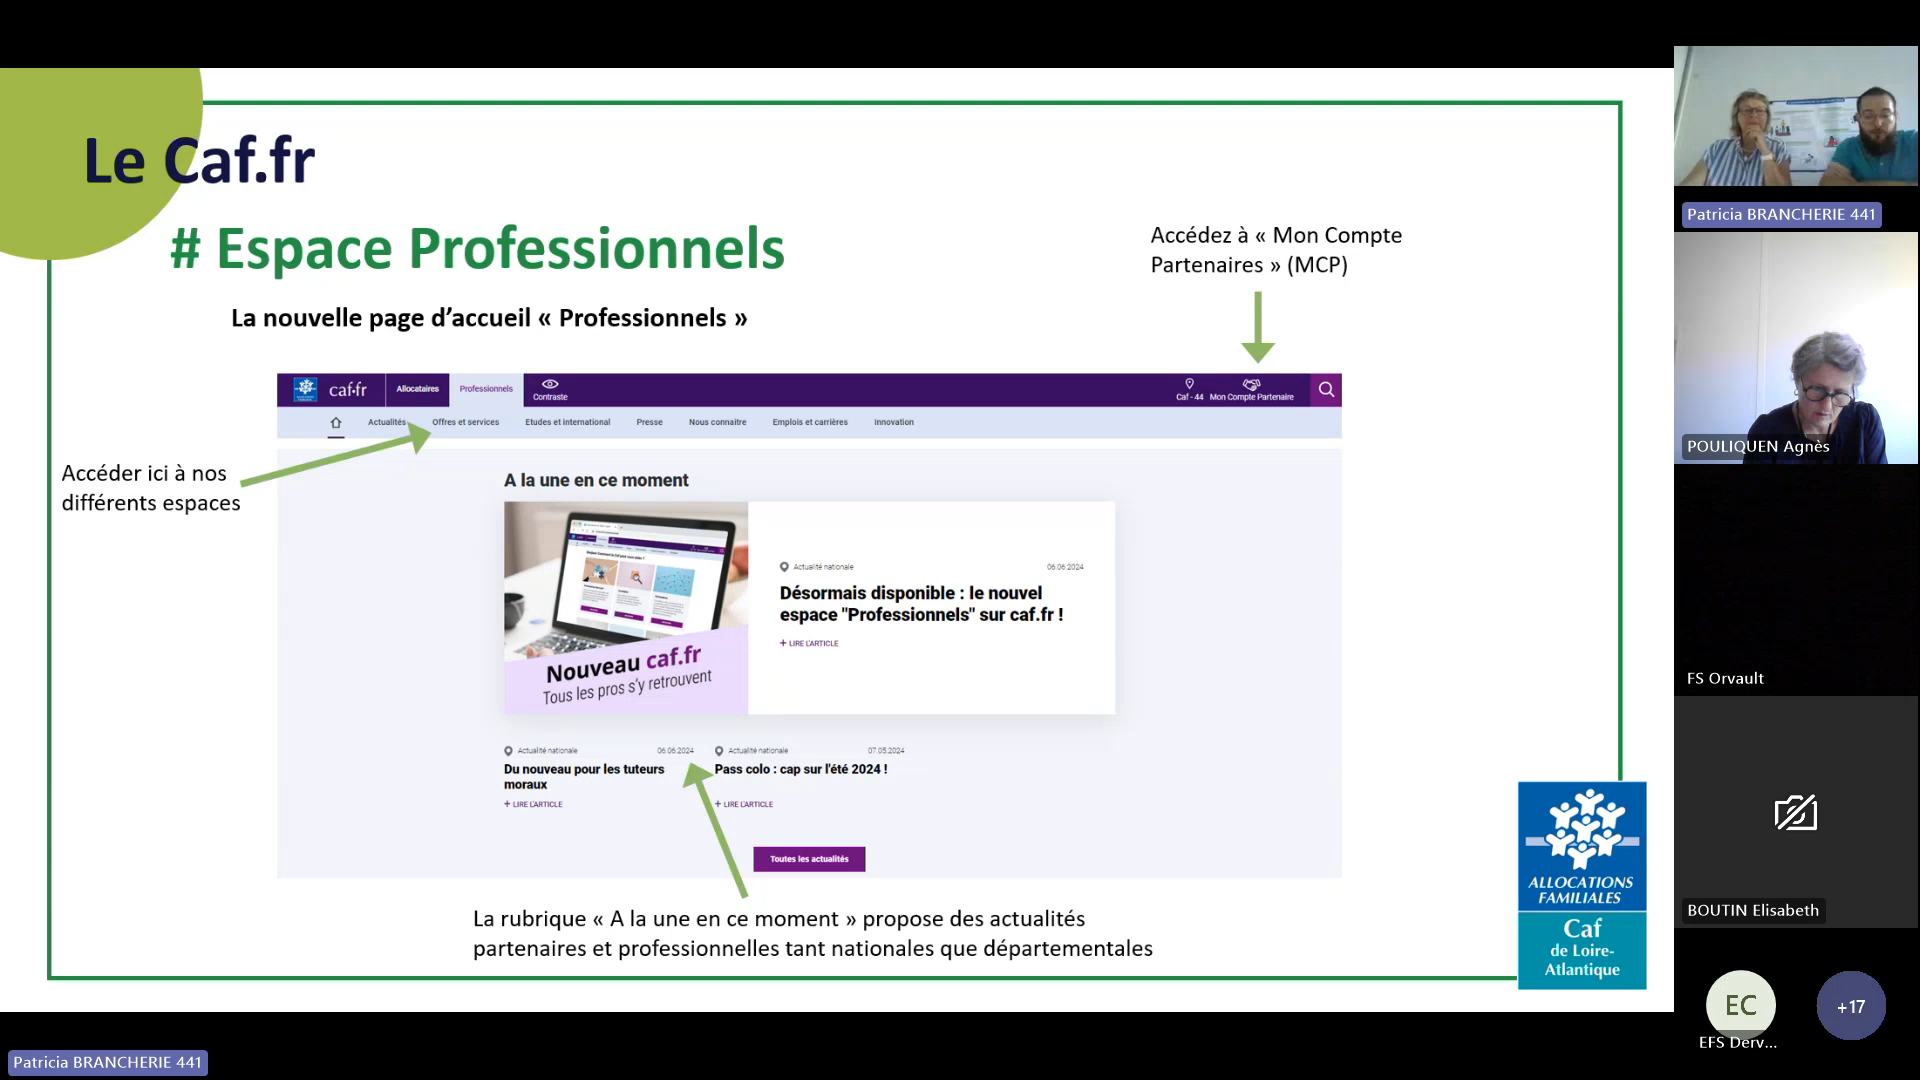 Le Caf.fr
# Espace Professionnels
La nouvelle page d’accueil « Professionnels »
Accédez à « Mon Compte
Partenaires » (MCP)
ALLOCATIONS FAMILIALES
caf.fr
Allocataires
Professionnels
Contraste
Caf - 44
Mon Compte Partenaire
Actualités
Offres et services
Etudes et international
Presse
Nous connaitre
Emplois et carrières
Innovation
Accéder ici à nos
différents espaces
A la une en ce moment
Nouveau caf.fr
Tous les pros s’y retrouvent
Actualité nationale
06.06.2024
Désormais disponible : le nouvel
espace "Professionnels" sur caf.fr !
+ LIRE L'ARTICLE
Actualité nationale
06.06.2024
Du nouveau pour les tuteurs
moraux
+ LIRE L'ARTICLE
Actualité nationale
07.05.2024
Pass colo : cap sur l'été 2024 !
+ LIRE L'ARTICLE
Toutes les actualités
La rubrique « A la une en ce moment » propose des actualités
partenaires et professionnelles tant nationales que départementales
ALLOCATIONS
FAMILIALES
Caf
de Loire-
Atlantique
Patricia BRANCHERIE 441
POULIQUEN Agnès
FS Orvault
BOUTIN Elisabeth
EC
EFS Derv...
+17
Patricia BRANCHERIE 441